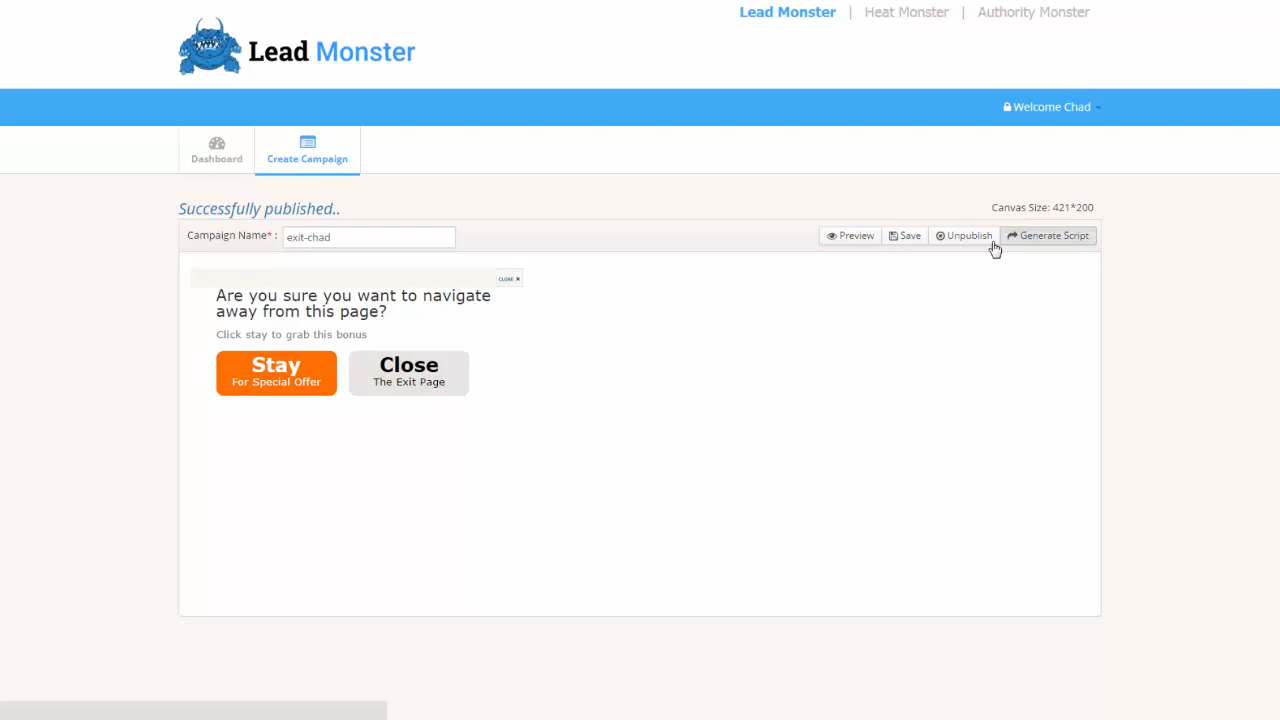 Lead Monster | Heat Monster | Authority Monster
Lead Monster
Welcome Chad
Dashboard
Create Campaign
Successfully published..
Canvas Size: 421*200
Campaign Name* :
exit-chad
Preview
Save
Unpublish
Generate Script
CLOSE x
Are you sure you want to navigate
away from this page?
Click stay to grab this bonus
Stay
For Special Offer
Close
The Exit Page